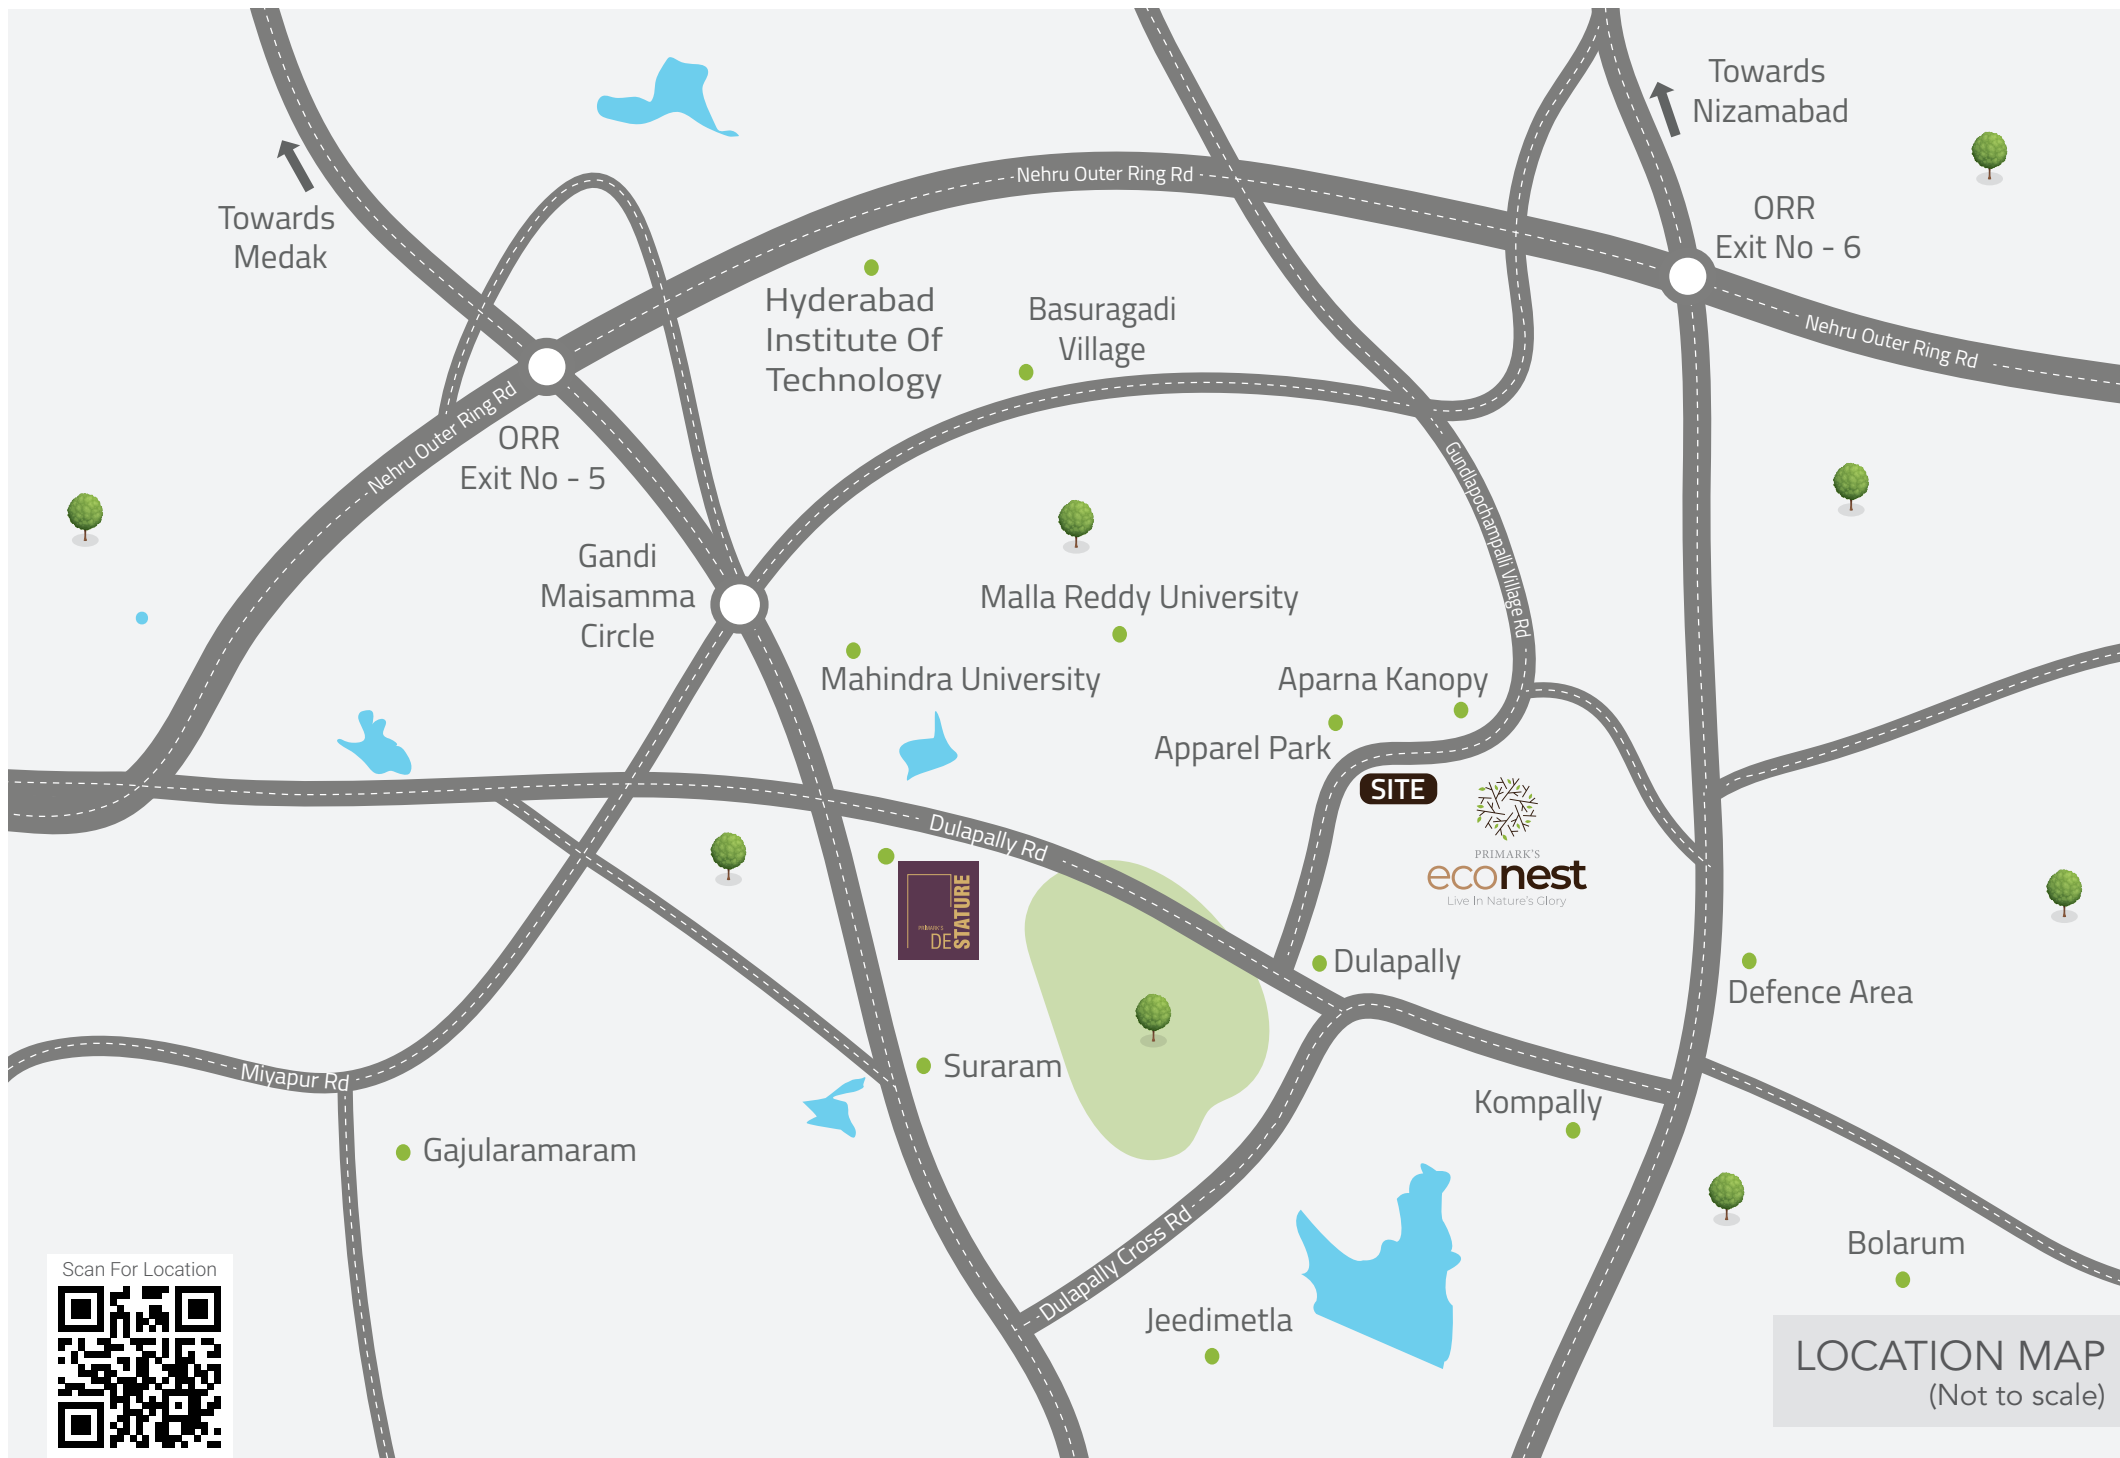 Towards
Nizamabad
Towards
Medak
Nehru Outer Ring Rd
ORR
Exit No - 6
Hyderabad
Institute Of
Technology
Basuragadi
Village
Nehru Outer Ring Rd
Nehru Outer Ring Rd
ORR
Exit No - 5
Gundlapochampalli Village Rd
Gandi
Maisamma
Circle
Malla Reddy University
Mahindra University
Aparna Kanopy
Apparel Park
SITE
Dulapally Rd
PRIMARK'S
econest
Live In Nature's Glory
PRIMARK'S
DE STATURE
Dulapally
Defence Area
Suraram
Miyapur Rd
Kompally
Gajularamaram
Dulapally Cross Rd
Bolarum
Jeedimetla
Scan For Location
LOCATION MAP
(Not to scale)